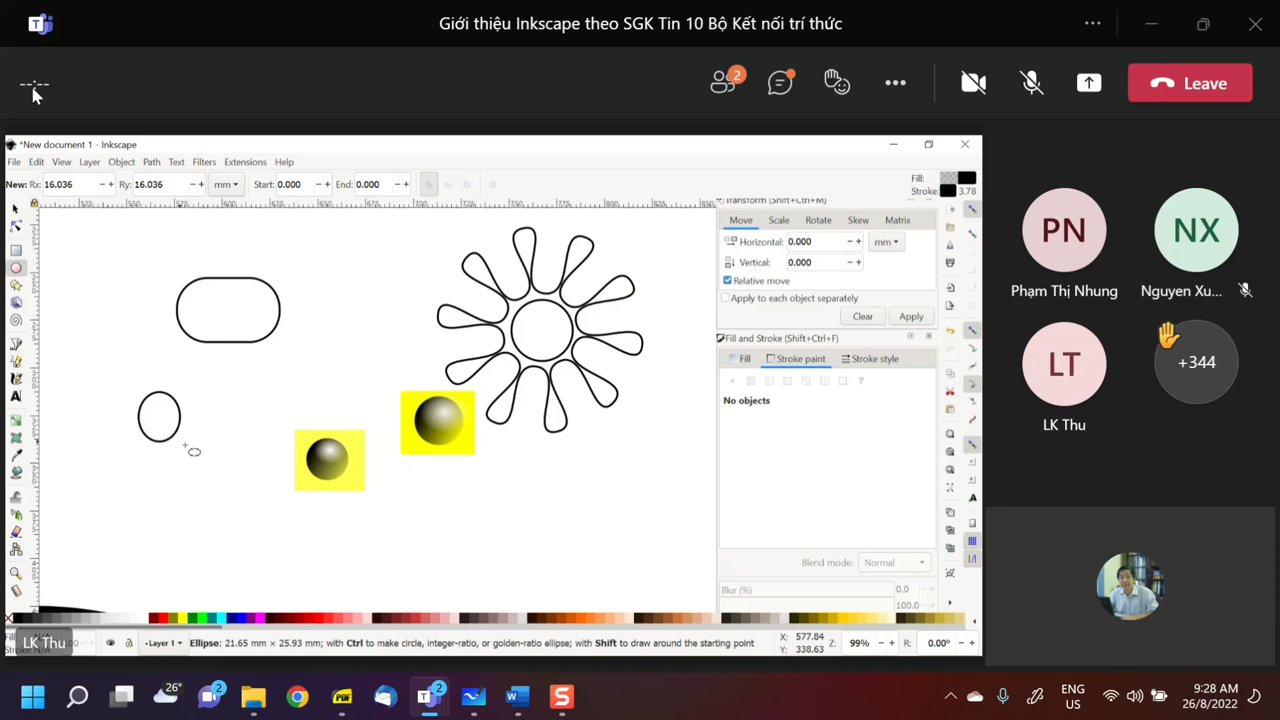 Giới thiệu Inkscape theo SGK Tin 10 Bộ Kết nối trí thức
2
Leave
*New document 1 - Inkscape
File Edit View Layer Object Path Text Filters Extensions Help
New: Rx: 16.036 Ry: 16.036 mm Start: 0.000 End: 0.000
Fill:
Stroke: 3.78
Transform (Shift+Ctrl+M)
Move Scale Rotate Skew Matrix
Horizontal: 0.000 mm
Vertical: 0.000
Relative move
Apply to each object separately
Clear Apply
Fill and Stroke (Shift+Ctrl+F)
Fill Stroke paint Stroke style
No objects
Blend mode: Normal
Blur (%) 0.0
100.0
PN
Phạm Thị Nhung
NX
Nguyen Xu...
LT
LK Thu
+344
LK Thu
Layer 1
Ellipse: 21.65 mm × 25.93 mm; with Ctrl to make circle, integer-ratio, or golden-ratio ellipse; with Shift to draw around the starting point
X: 577.84
Y: 338.63
Z: 99%
R: 0.00°
26°
2
PDF
2
ENG
US
9:28 AM
26/8/2022